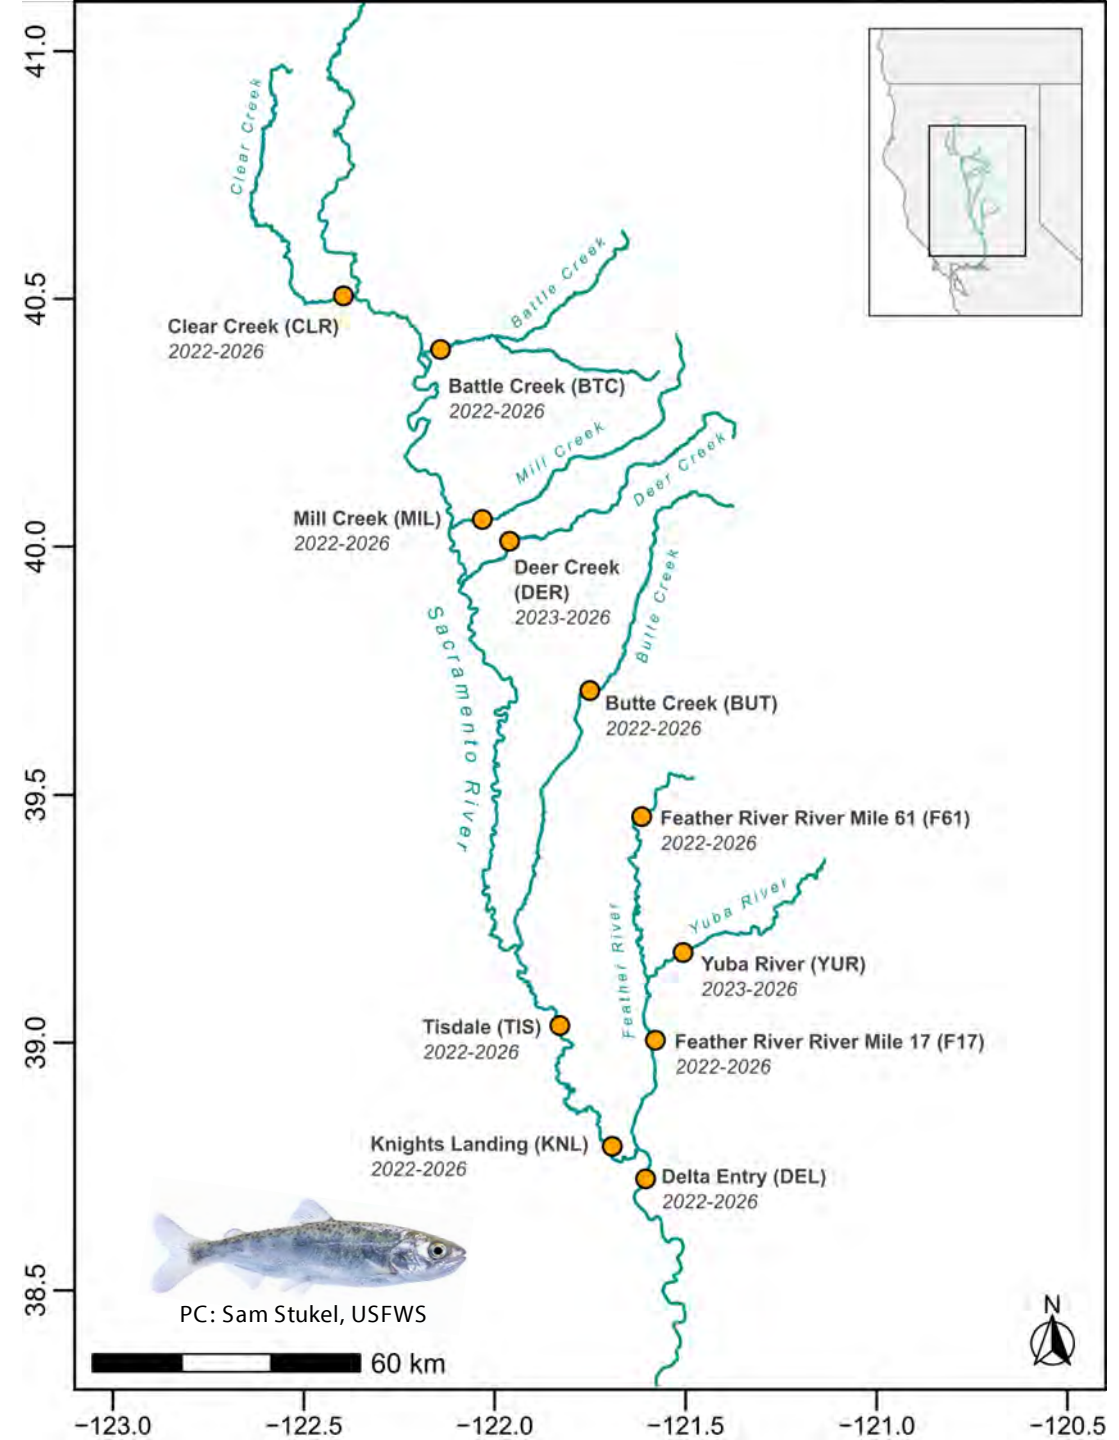 41.0
40.5
40.0
39.5
39.0
38.5
Clear Creek
Clear Creek (CLR)
2022-2026
Battle Creek
Battle Creek (BTC)
2022-2026
Mill Creek
Mill Creek (MIL)
2022-2026
Deer Creek
Deer Creek
(DER)
2023-2026
Sacramento River
Butte Creek
Butte Creek (BUT)
2022-2026
Feather River River Mile 61 (F61)
2022-2026
Feather River
Yuba River
Yuba River (YUR)
2023-2026
Tisdale (TIS)
2022-2026
Feather River River Mile 17 (F17)
2022-2026
Knights Landing (KNL)
2022-2026
Delta Entry (DEL)
2022-2026
PC: Sam Stukel, USFWS
60 km
N
−123.0
−122.5
−122.0
−121.5
−121.0
−120.5